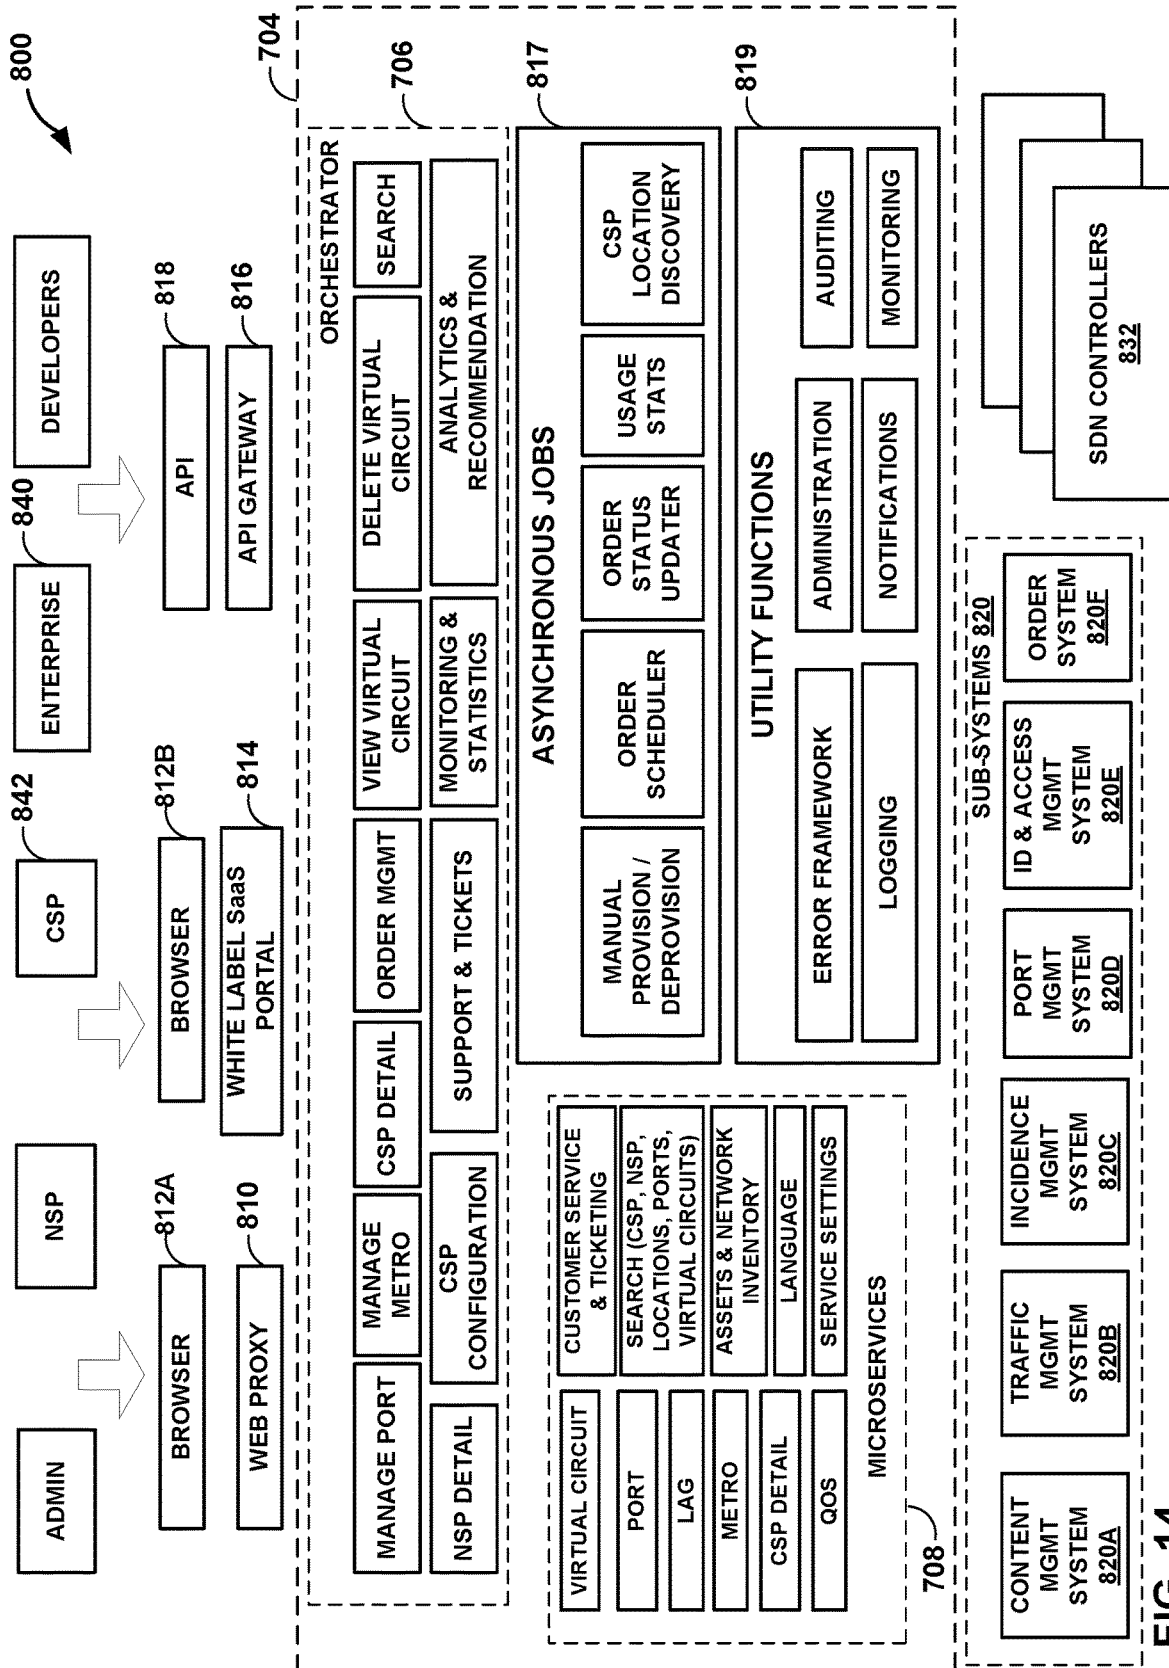 800
ADMIN
NSP
CSP
842
ENTERPRISE
840
DEVELOPERS
BROWSER
812A
WEB PROXY
810
BROWSER
812B
WHITE LABEL SaaS
PORTAL
814
API
818
API GATEWAY
816
704
ORCHESTRATOR
706
MANAGE PORT
MANAGE
METRO
CSP DETAIL
ORDER MGMT
VIEW VIRTUAL
CIRCUIT
DELETE VIRTUAL
CIRCUIT
SEARCH
NSP DETAIL
CSP
CONFIGURATION
SUPPORT & TICKETS
MONITORING &
STATISTICS
ANALYTICS &
RECOMMENDATION
VIRTUAL CIRCUIT
PORT
LAG
METRO
CSP DETAIL
QOS
CUSTOMER SERVICE
& TICKETING
SEARCH (CSP, NSP,
LOCATIONS, PORTS,
VIRTUAL CIRCUITS)
ASSETS & NETWORK
INVENTORY
LANGUAGE
SERVICE SETTINGS
MICROSERVICES
708
ASYNCHRONOUS JOBS
817
MANUAL
PROVISION /
DEPROVISION
ORDER
SCHEDULER
ORDER
STATUS
UPDATER
USAGE
STATS
CSP
LOCATION
DISCOVERY
UTILITY FUNCTIONS
819
ERROR FRAMEWORK
ADMINISTRATION
AUDITING
LOGGING
NOTIFICATIONS
MONITORING
SUB-SYSTEMS 820
CONTENT
MGMT
SYSTEM
820A
TRAFFIC
MGMT
SYSTEM
820B
INCIDENCE
MGMT
SYSTEM
820C
PORT
MGMT
SYSTEM
820D
ID & ACCESS
MGMT
SYSTEM
820E
ORDER
SYSTEM
820F
SDN CONTROLLERS
832
FIG. 14